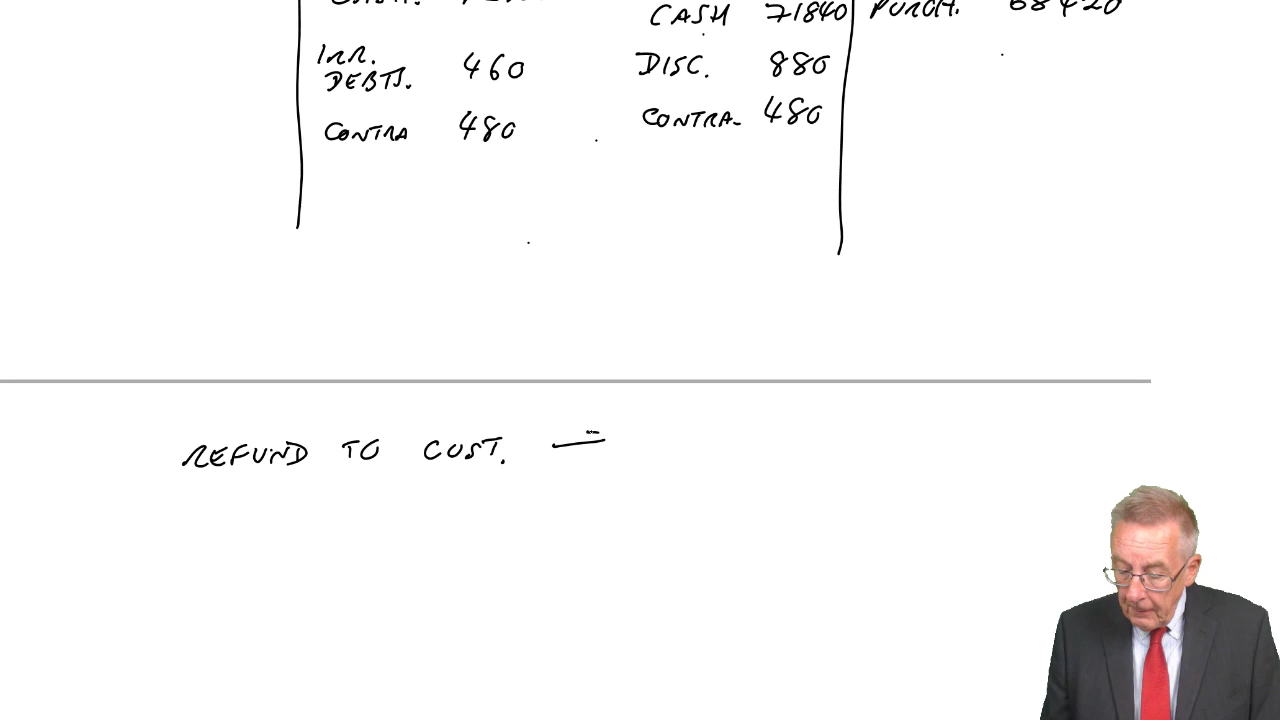 CASH 71840 PURCH. 68420
IRR.
DEBTS. 460 DISC. 880
CONTRA 480 CONTRA- 480
REFUND TO CUST. —